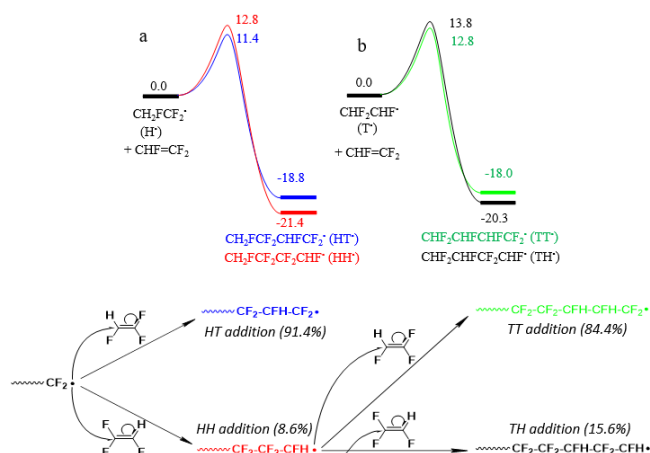 a
12.8
11.4
0.0
CH₂FCF₂•
(H•)
+ CHF=CF₂
-18.8
-21.4
CH₂FCF₂CHFCF₂• (HT•)
CH₂FCF₂CF₂CHF• (HH•)
b
13.8
12.8
0.0
CHF₂CHF•
(T•)
+ CHF=CF₂
-18.0
-20.3
CHF₂CHFCHFCF₂• (TT•)
CHF₂CHFCF₂CHF• (TH•)
H F
F F
CF₂-CFH-CF₂•
HT addition (91.4%)
CF₂•
F H
F F
HH addition (8.6%)
CF₂-CF₂-CFH•
H F
F F
CF₂-CF₂-CFH-CFH-CF₂•
TT addition (84.4%)
F H
F F
TH addition (15.6%)
CF₂-CF₂-CFH-CF₂-CFH•